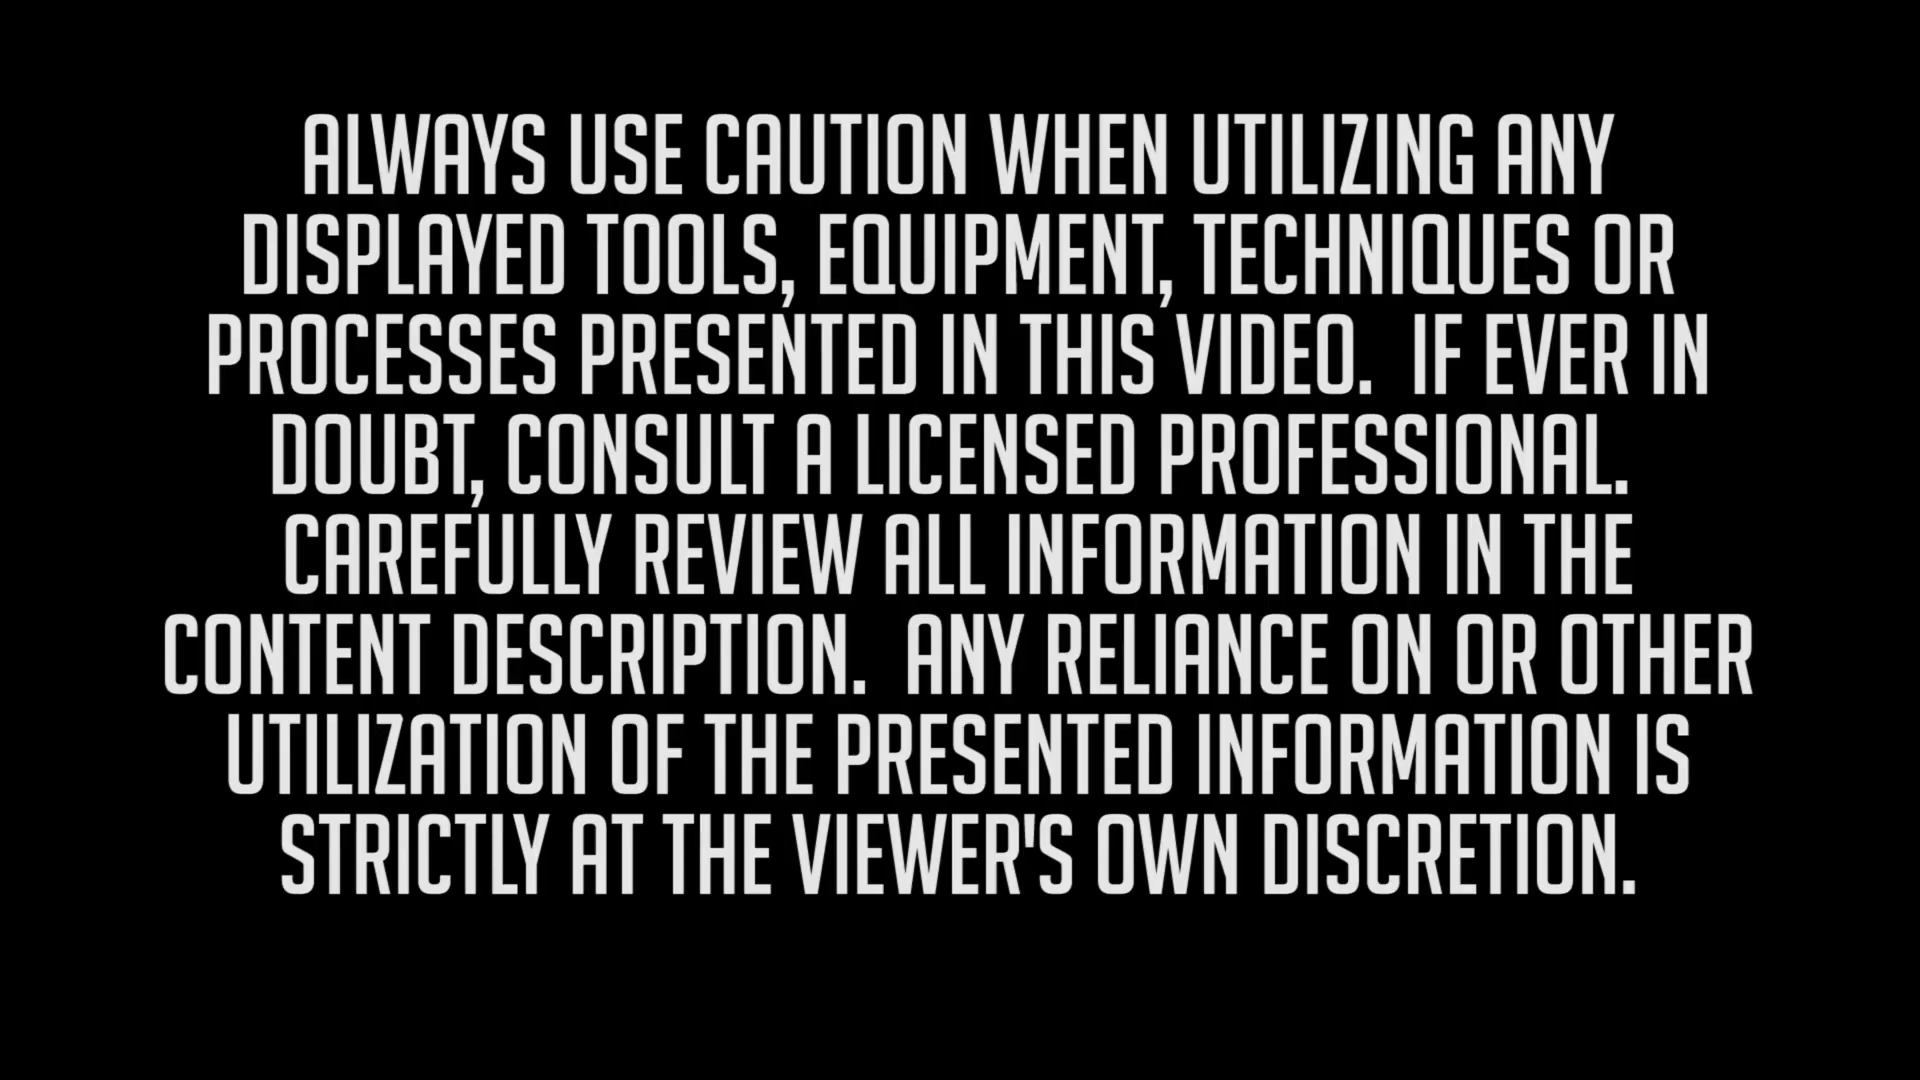 ALWAYS USE CAUTION WHEN UTILIZING ANY
DISPLAYED TOOLS, EQUIPMENT, TECHNIQUES OR
PROCESSES PRESENTED IN THIS VIDEO.  IF EVER IN
DOUBT, CONSULT A LICENSED PROFESSIONAL.
CAREFULLY REVIEW ALL INFORMATION IN THE
CONTENT DESCRIPTION.  ANY RELIANCE ON OR OTHER
UTILIZATION OF THE PRESENTED INFORMATION IS
STRICTLY AT THE VIEWER'S OWN DISCRETION.